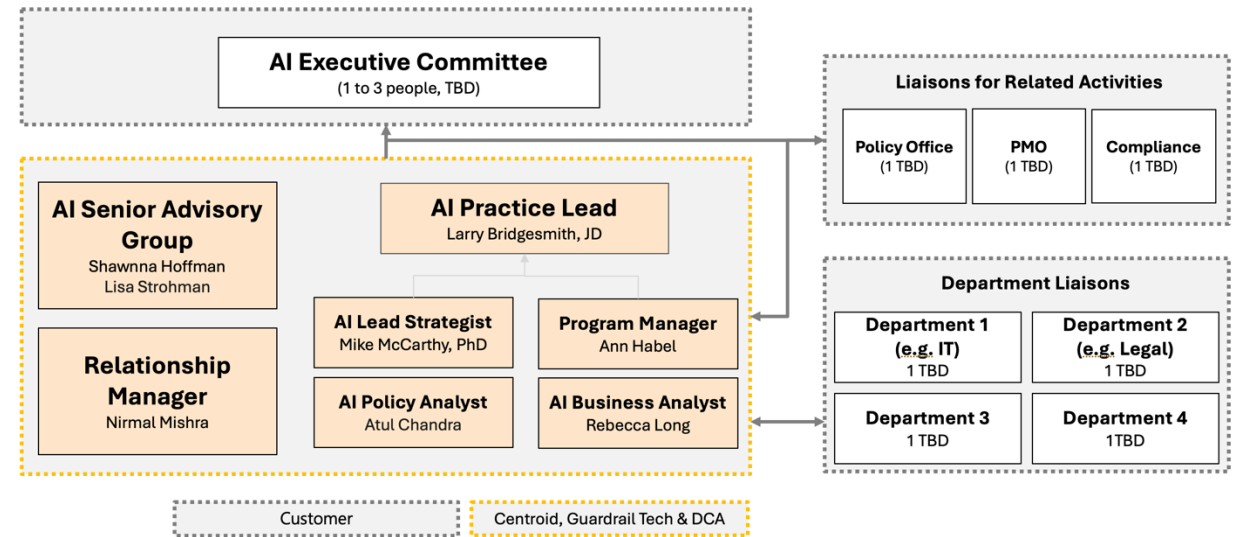 AI Executive Committee
(1 to 3 people, TBD)
Liaisons for Related Activities
Policy Office
(1 TBD)
PMO
(1 TBD)
Compliance
(1 TBD)
AI Senior Advisory
Group
Shawnna Hoffman
Lisa Strohman
AI Practice Lead
Larry Bridgesmith, JD
AI Lead Strategist
Mike McCarthy, PhD
Program Manager
Ann Habel
Relationship
Manager
Nirmal Mishra
AI Policy Analyst
Atul Chandra
AI Business Analyst
Rebecca Long
Department Liaisons
Department 1
(e.g. IT)
1 TBD
Department 2
(e.g. Legal)
1 TBD
Department 3
1 TBD
Department 4
1TBD
Customer
Centroid, Guardrail Tech & DCA